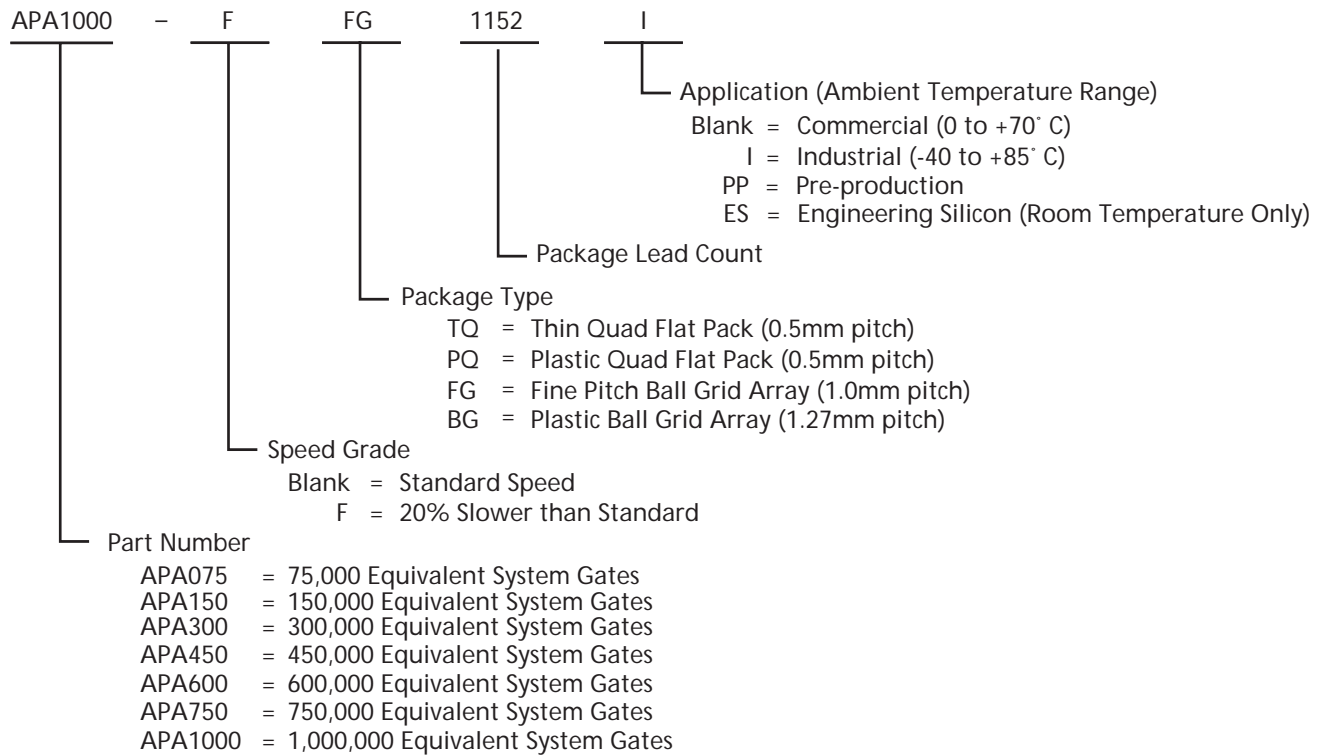 APA1000 – F FG 1152 I
Application (Ambient Temperature Range)
Blank = Commercial (0 to +70˚ C)
I = Industrial (-40 to +85˚ C)
PP = Pre-production
ES = Engineering Silicon (Room Temperature Only)
Package Lead Count
Package Type
TQ = Thin Quad Flat Pack (0.5mm pitch)
PQ = Plastic Quad Flat Pack (0.5mm pitch)
FG = Fine Pitch Ball Grid Array (1.0mm pitch)
BG = Plastic Ball Grid Array (1.27mm pitch)
Speed Grade
Blank = Standard Speed
F = 20% Slower than Standard
Part Number
APA075 = 75,000 Equivalent System Gates
APA150 = 150,000 Equivalent System Gates
APA300 = 300,000 Equivalent System Gates
APA450 = 450,000 Equivalent System Gates
APA600 = 600,000 Equivalent System Gates
APA750 = 750,000 Equivalent System Gates
APA1000 = 1,000,000 Equivalent System Gates